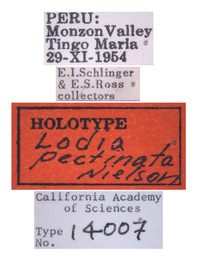 PERU:
Monzon Valley
Tingo Maria
29-XI-1954
E.I.Schlinger
& E.S.Ross
collectors
HOLOTYPE
Lodia
pectinata
Nielson
California Academy
of Sciences
Type
No. 14007